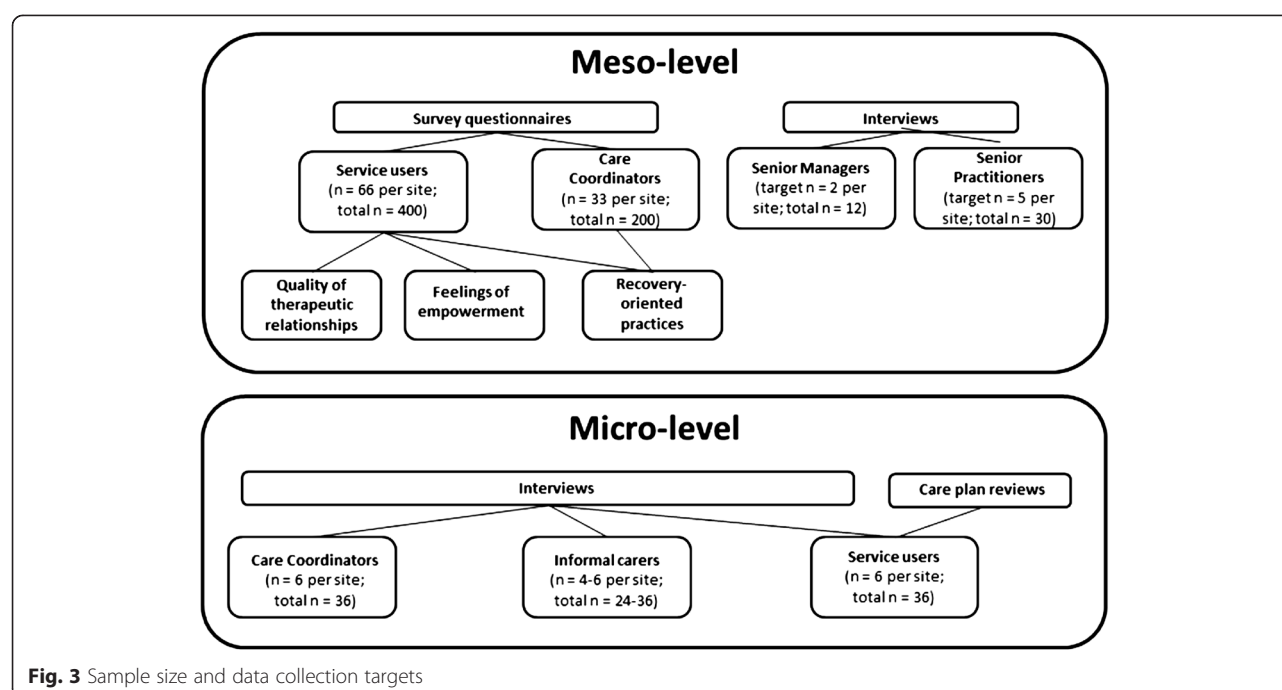 Meso-level
Survey questionnaires
Interviews
Service users
(n = 66 per site;
total n = 400)
Care
Coordinators
(n = 33 per site;
total n = 200)
Senior Managers
(target n = 2 per
site; total n = 12)
Senior
Practitioners
(target n = 5 per
site; total n = 30)
Quality of
therapeutic
relationships
Feelings of
empowerment
Recovery-
oriented
practices
Micro-level
Interviews
Care plan reviews
Care Coordinators
(n = 6 per site;
total n = 36)
Informal carers
(n = 4-6 per site;
total n = 24-36)
Service users
(n = 6 per site;
total n = 36)
Fig. 3 Sample size and data collection targets